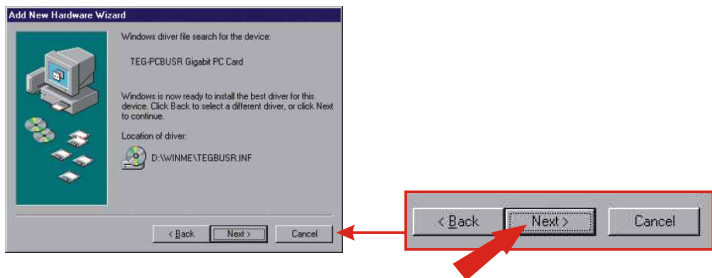 Add New Hardware Wizard
Windows driver file search for the device:
TEG-PCBUSR Gigabit PC Card
Windows is now ready to install the best driver for this
device. Click Back to select a different driver, or click Next
to continue.
Location of driver:
D:\WINME\TEGBUSR.INF
< Back Next > Cancel
< Back Next > Cancel